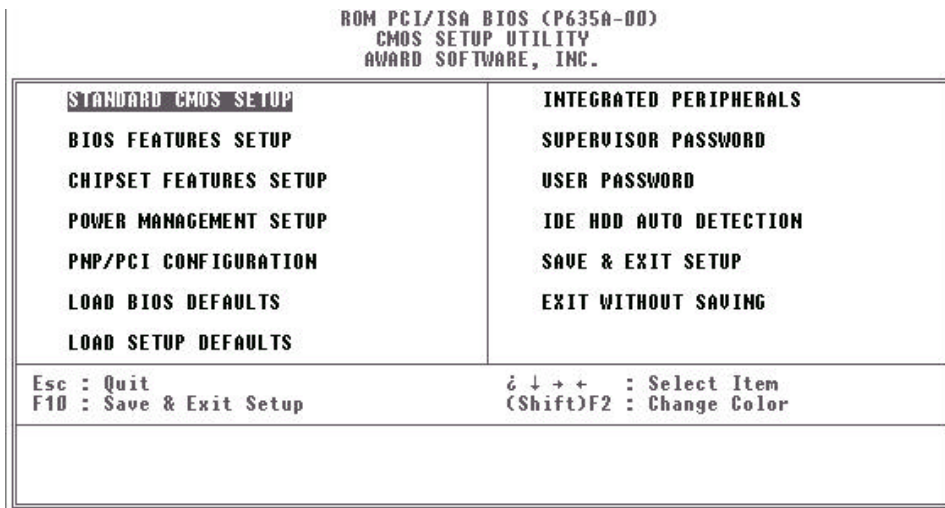 ROM PCI/ISA BIOS (P635A-00)
CMOS SETUP UTILITY
AWARD SOFTWARE, INC.
STANDARD CMOS SETUP
BIOS FEATURES SETUP
CHIPSET FEATURES SETUP
POWER MANAGEMENT SETUP
PNP/PCI CONFIGURATION
LOAD BIOS DEFAULTS
LOAD SETUP DEFAULTS
INTEGRATED PERIPHERALS
SUPERVISOR PASSWORD
USER PASSWORD
IDE HDD AUTO DETECTION
SAVE & EXIT SETUP
EXIT WITHOUT SAVING
Esc : Quit
F10 : Save & Exit Setup
¿ ↓ → ← : Select Item
(Shift)F2 : Change Color